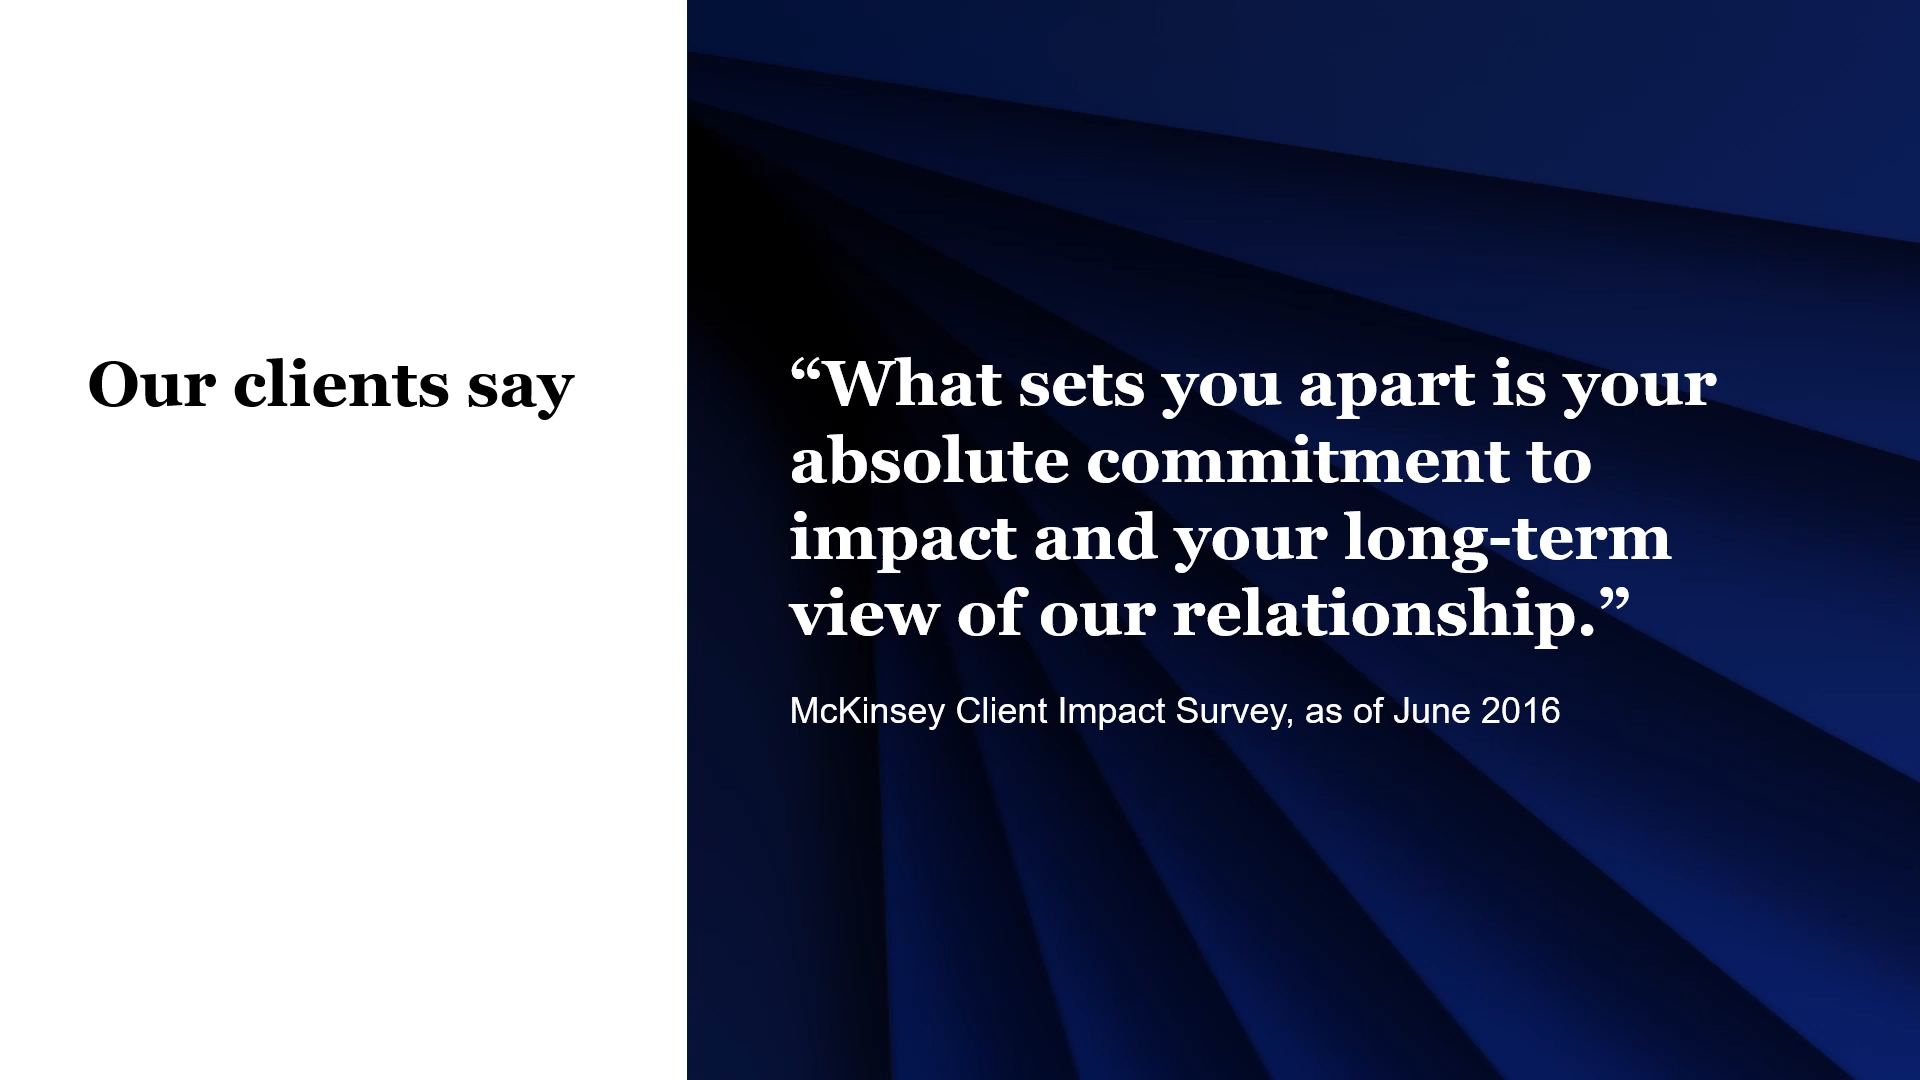 Our clients say
“What sets you apart is your
absolute commitment to
impact and your long-term
view of our relationship.”
McKinsey Client Impact Survey, as of June 2016